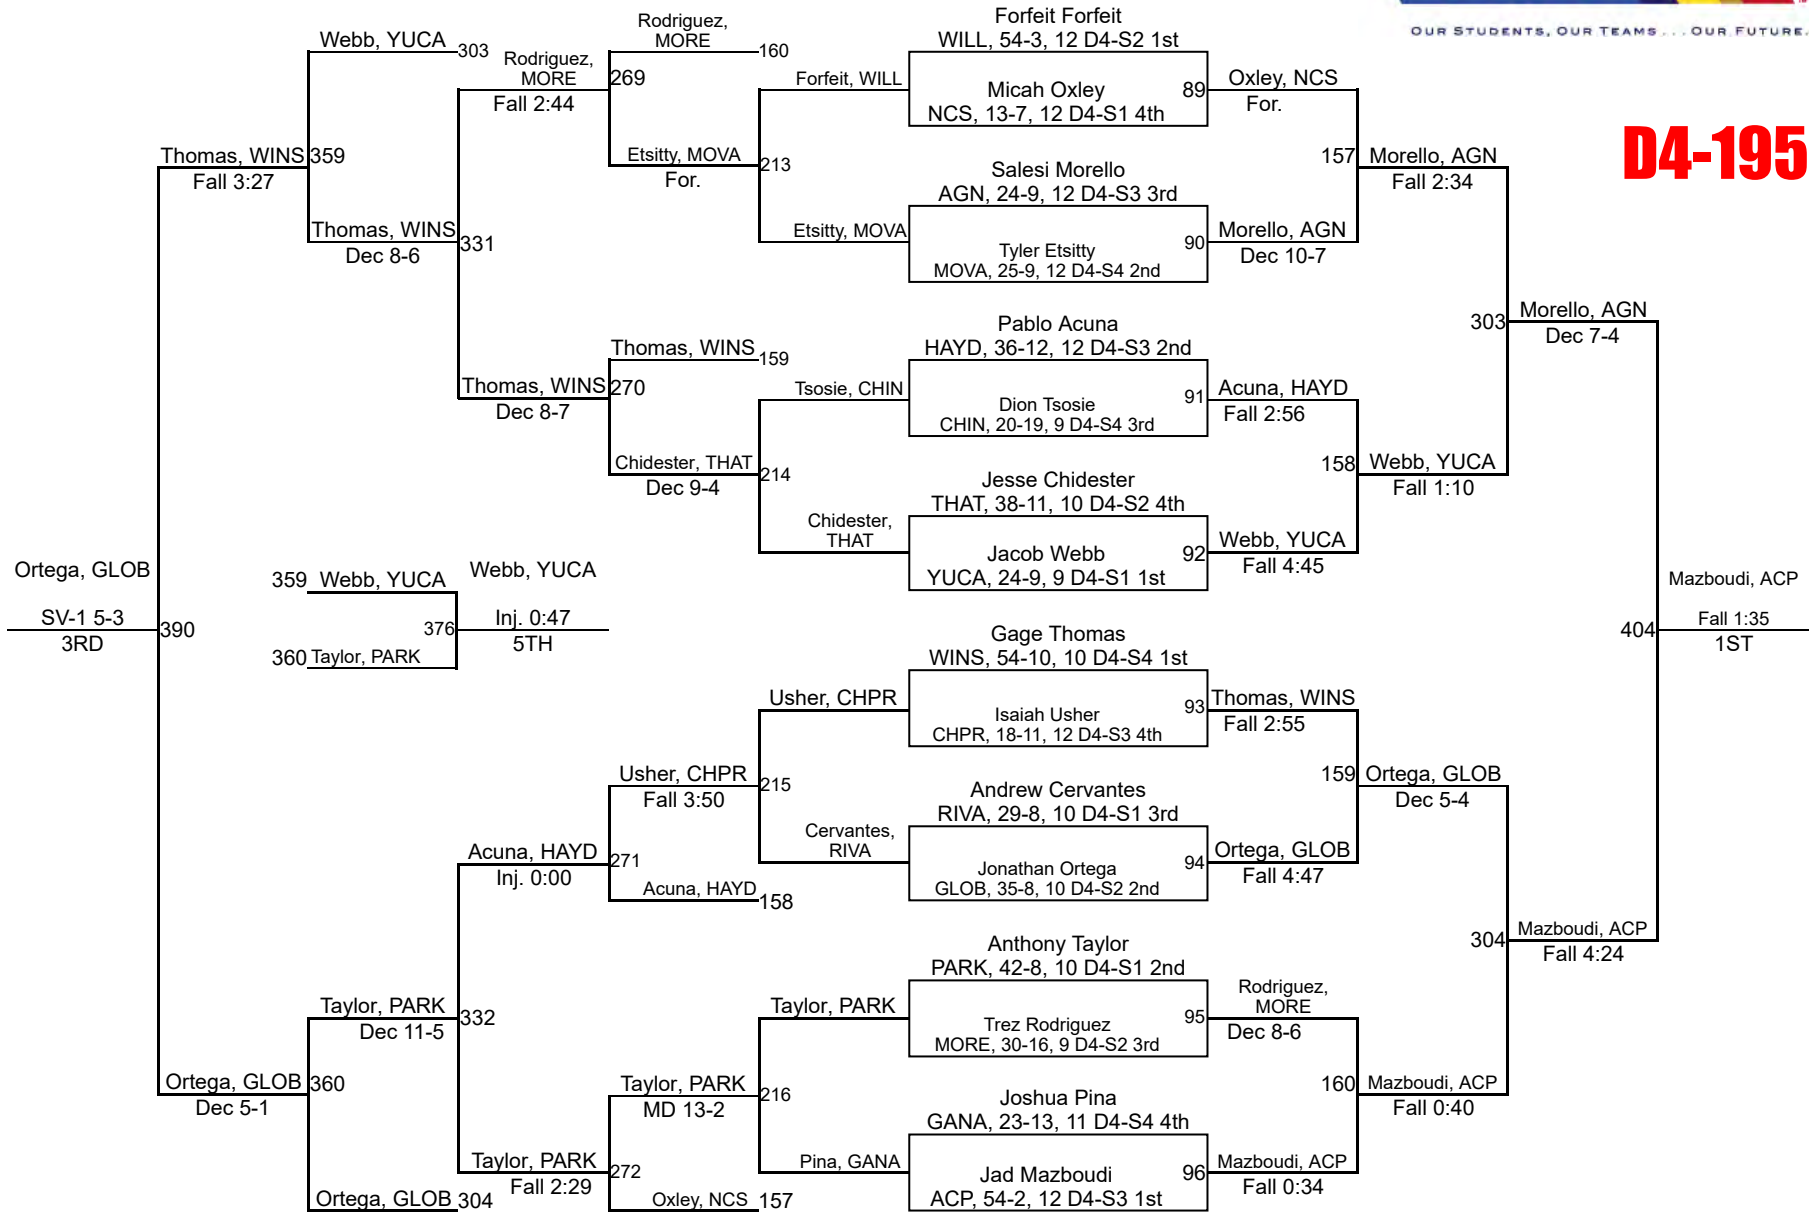 OUR STUDENTS, OUR TEAMS . . . OUR FUTURE.
D4-195
Webb, YUCA
303
Thomas, WINS
Fall 3:27
359
Thomas, WINS
Dec 8-6
331
Rodriguez,
MORE
Fall 2:44
269
Rodriguez,
MORE
160
Etsitty, MOVA
For.
213
Forfeit, WILL
Etsitty, MOVA
Thomas, WINS
Dec 8-7
270
Thomas, WINS
159
Chidester, THAT
Dec 9-4
214
Tsosie, CHIN
Chidester,
THAT
Ortega, GLOB
SV-1 5-3
3RD
390
359
Webb, YUCA
360
Taylor, PARK
376
Webb, YUCA
Inj. 0:47
5TH
Usher, CHPR
Cervantes,
RIVA
Usher, CHPR
Fall 3:50
215
Acuna, HAYD
Inj. 0:00
271
Acuna, HAYD
158
Taylor, PARK
Dec 11-5
332
Ortega, GLOB
Dec 5-1
360
Ortega, GLOB
304
Taylor, PARK
Pina, GANA
Taylor, PARK
MD 13-2
216
Taylor, PARK
Fall 2:29
272
Oxley, NCS
157
Forfeit Forfeit
WILL, 54-3, 12 D4-S2 1st
Micah Oxley
NCS, 13-7, 12 D4-S1 4th
89
Salesi Morello
AGN, 24-9, 12 D4-S3 3rd
Tyler Etsitty
MOVA, 25-9, 12 D4-S4 2nd
90
Pablo Acuna
HAYD, 36-12, 12 D4-S3 2nd
Dion Tsosie
CHIN, 20-19, 9 D4-S4 3rd
91
Jesse Chidester
THAT, 38-11, 10 D4-S2 4th
Jacob Webb
YUCA, 24-9, 9 D4-S1 1st
92
Gage Thomas
WINS, 54-10, 10 D4-S4 1st
Isaiah Usher
CHPR, 18-11, 12 D4-S3 4th
93
Andrew Cervantes
RIVA, 29-8, 10 D4-S1 3rd
Jonathan Ortega
GLOB, 35-8, 10 D4-S2 2nd
94
Anthony Taylor
PARK, 42-8, 10 D4-S1 2nd
Trez Rodriguez
MORE, 30-16, 9 D4-S2 3rd
95
Joshua Pina
GANA, 23-13, 11 D4-S4 4th
Jad Mazboudi
ACP, 54-2, 12 D4-S3 1st
96
Oxley, NCS
For.
Morello, AGN
Dec 10-7
157
Morello, AGN
Fall 2:34
Acuna, HAYD
Fall 2:56
Webb, YUCA
Fall 4:45
158
Webb, YUCA
Fall 1:10
303
Morello, AGN
Dec 7-4
Thomas, WINS
Fall 2:55
Ortega, GLOB
Fall 4:47
159
Ortega, GLOB
Dec 5-4
Rodriguez,
MORE
Dec 8-6
Mazboudi, ACP
Fall 0:34
160
Mazboudi, ACP
Fall 0:40
304
Mazboudi, ACP
Fall 4:24
404
Mazboudi, ACP
Fall 1:35
1ST